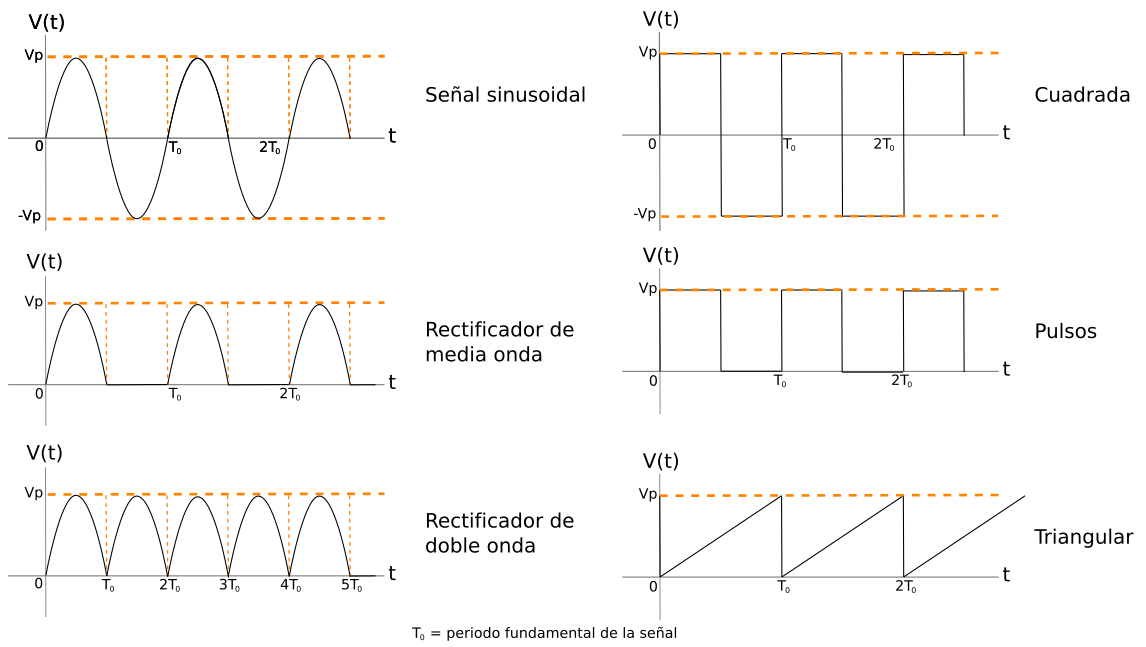 V(t)
Vp
0
T₀
2T₀
t
-Vp
Señal sinusoidal
V(t)
Vp
0
T₀
2T₀
t
-Vp
Cuadrada
V(t)
Vp
0
T₀
2T₀
t
Rectificador de
media onda
V(t)
Vp
0
T₀
2T₀
t
Pulsos
V(t)
Vp
0
T₀
2T₀
3T₀
4T₀
5T₀
t
Rectificador de
doble onda
V(t)
Vp
0
T₀
2T₀
t
Triangular
T₀ = periodo fundamental de la señal